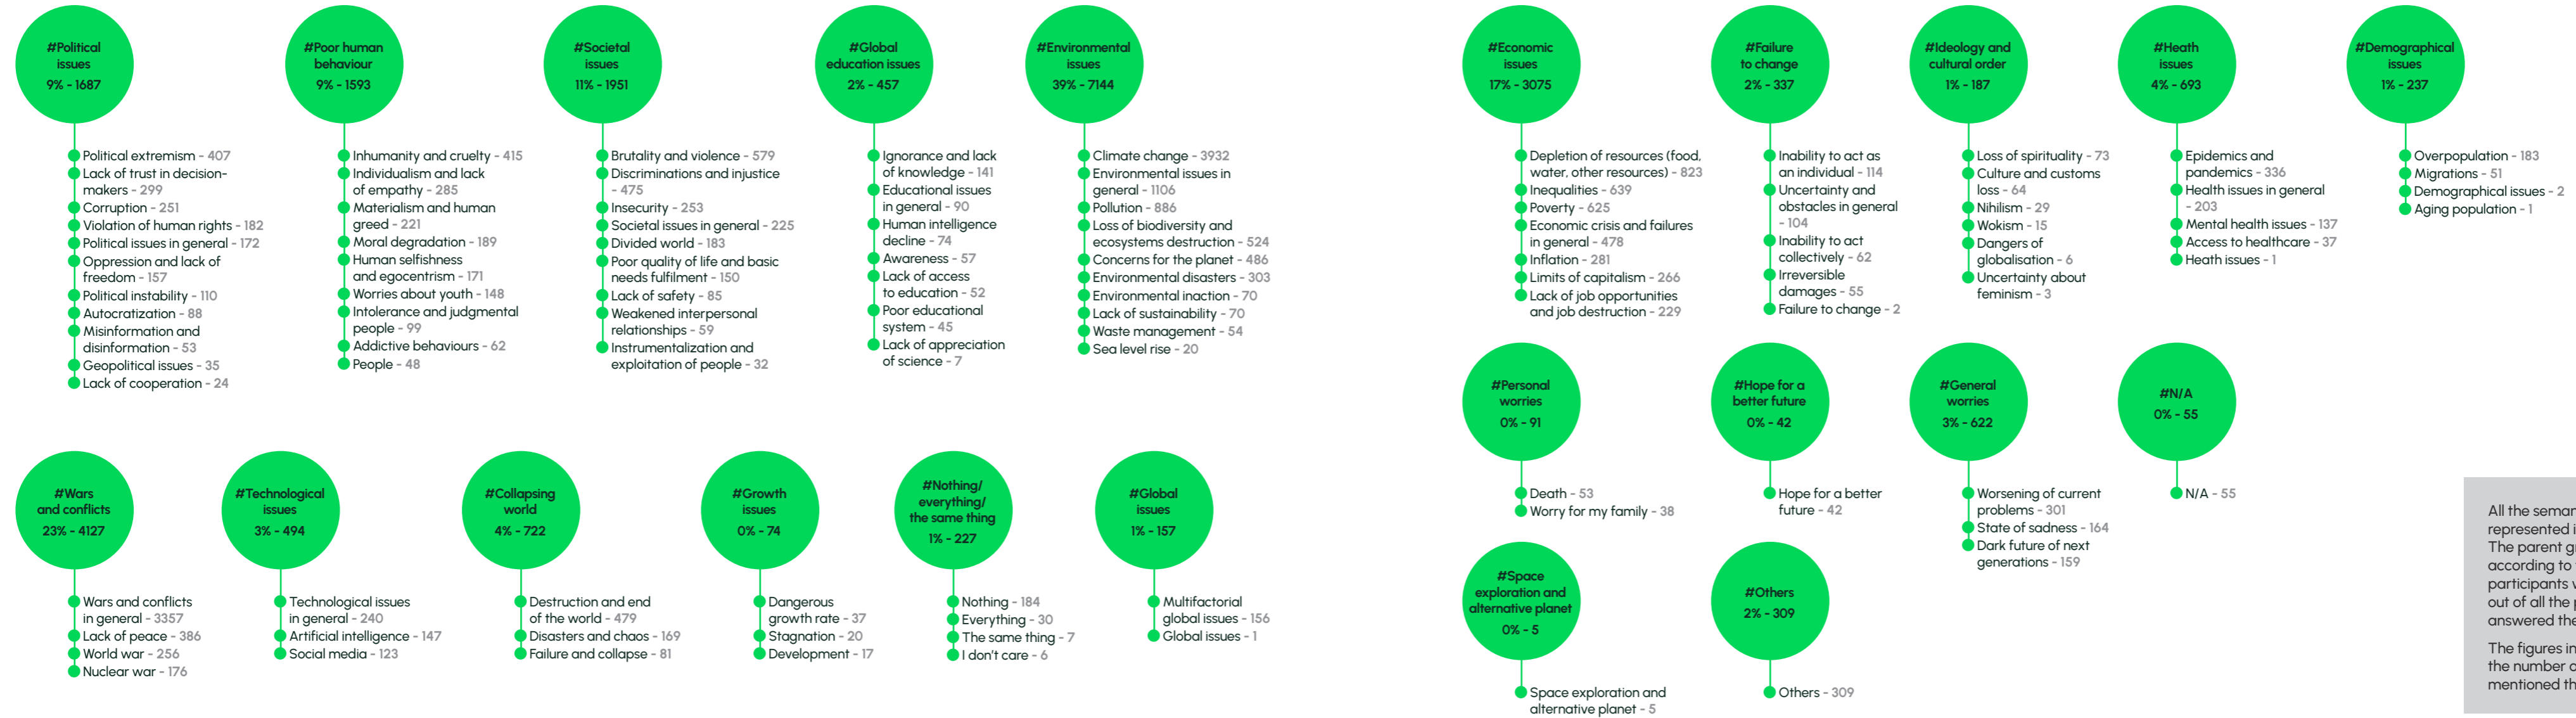 #Political
issues
9% - 1687
Political extremism - 407
Lack of trust in decision-
makers - 299
Corruption - 251
Violation of human rights - 182
Political issues in general - 172
Oppression and lack of
freedom - 157
Political instability - 110
Autocratization - 88
Misinformation and
disinformation - 53
Geopolitical issues - 35
Lack of cooperation - 24
#Poor human
behaviour
9% - 1593
Inhumanity and cruelty - 415
Individualism and lack
of empathy - 285
Materialism and human
greed - 221
Moral degradation - 189
Human selfishness
and egocentrism - 171
Worries about youth - 148
Intolerance and judgmental
people - 99
Addictive behaviours - 62
People - 48
#Societal
issues
11% - 1951
Brutality and violence - 579
Discriminations and injustice
- 475
Insecurity - 253
Societal issues in general - 225
Divided world - 183
Poor quality of life and basic
needs fulfilment - 150
Lack of safety - 85
Weakened interpersonal
relationships - 59
Instrumentalization and
exploitation of people - 32
#Global
education issues
2% - 457
Ignorance and lack
of knowledge - 141
Educational issues
in general - 90
Human intelligence
decline - 74
Awareness - 57
Lack of access
to education - 52
Poor educational
system - 45
Lack of appreciation
of science - 7
#Environmental
issues
39% - 7144
Climate change - 3932
Environmental issues in
general - 1106
Pollution - 886
Loss of biodiversity and
ecosystems destruction - 524
Concerns for the planet - 486
Environmental disasters - 303
Environmental inaction - 70
Lack of sustainability - 70
Waste management - 54
Sea level rise - 20
#Economic
issues
17% - 3075
Depletion of resources (food,
water, other resources) - 823
Inequalities - 639
Poverty - 625
Economic crisis and failures
in general - 478
Inflation - 281
Limits of capitalism - 266
Lack of job opportunities
and job destruction - 229
#Failure
to change
2% - 337
Inability to act as
an individual - 114
Uncertainty and
obstacles in general
- 104
Inability to act
collectively - 62
Irreversible
damages - 55
Failure to change - 2
#Ideology and
cultural order
1% - 187
Loss of spirituality - 73
Culture and customs
loss - 64
Nihilism - 29
Wokism - 15
Dangers of
globalisation - 6
Uncertainty about
feminism - 3
#Heath
issues
4% - 693
Epidemics and
pandemics - 336
Health issues in general
- 203
Mental health issues - 137
Access to healthcare - 37
Heath issues - 1
#Demographical
issues
1% - 237
Overpopulation - 183
Migrations - 51
Demographical issues - 2
Aging population - 1
#Wars
and conflicts
23% - 4127
Wars and conflicts
in general - 3357
Lack of peace - 386
World war - 256
Nuclear war - 176
#Technological
issues
3% - 494
Technological issues
in general - 240
Artificial intelligence - 147
Social media - 123
#Collapsing
world
4% - 722
Destruction and end
of the world - 479
Disasters and chaos - 169
Failure and collapse - 81
#Growth
issues
0% - 74
Dangerous
growth rate - 37
Stagnation - 20
Development - 17
#Nothing/
everything/
the same thing
1% - 227
Nothing - 184
Everything - 30
The same thing - 7
I don't care - 6
#Global
issues
1% - 157
Multifactorial
global issues - 156
Global issues - 1
#Personal
worries
0% - 91
Death - 53
Worry for my family - 38
#Hope for a
better future
0% - 42
Hope for a better
future - 42
#General
worries
3% - 622
Worsening of current
problems - 301
State of sadness - 164
Dark future of next
generations - 159
#N/A
0% - 55
N/A - 55
#Space
exploration and
alternative planet
0% - 5
Space exploration and
alternative planet - 5
#Others
2% - 309
Others - 309
All the
represented
The parent
according to
participants
out of all the
answered
The figures
the number
mentioned